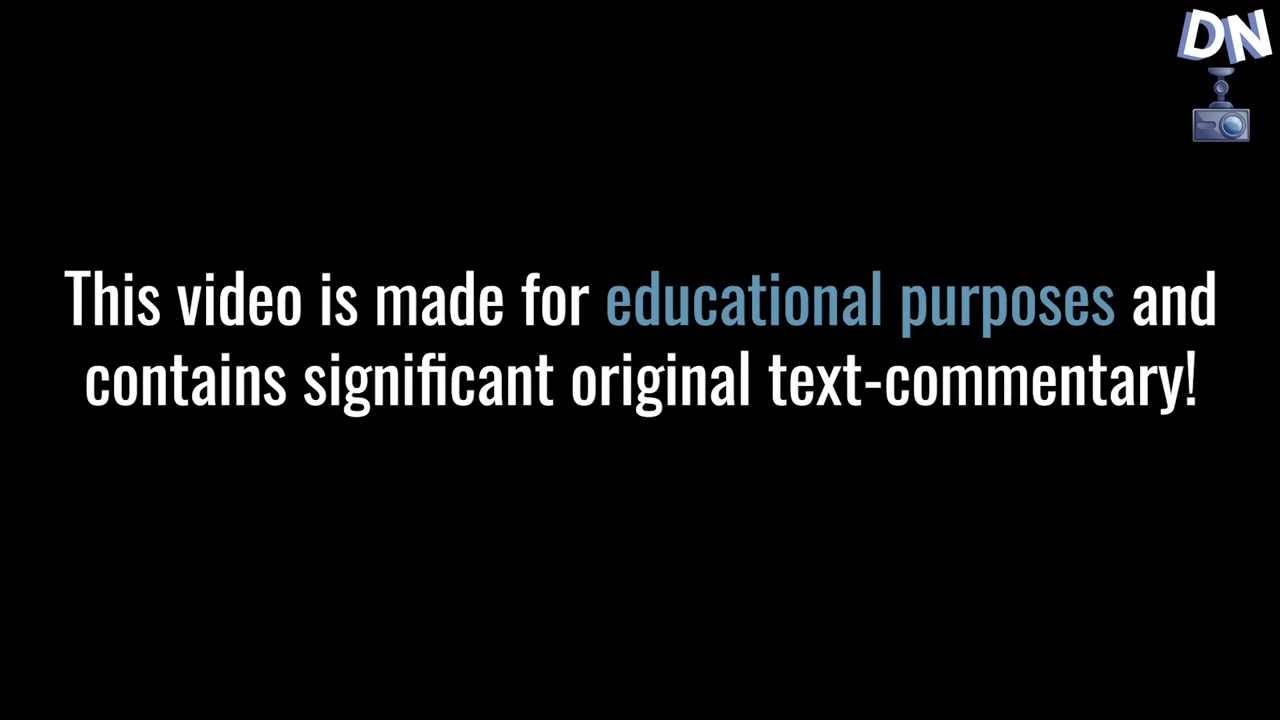 DN
This video is made for educational purposes and
contains significant original text-commentary!